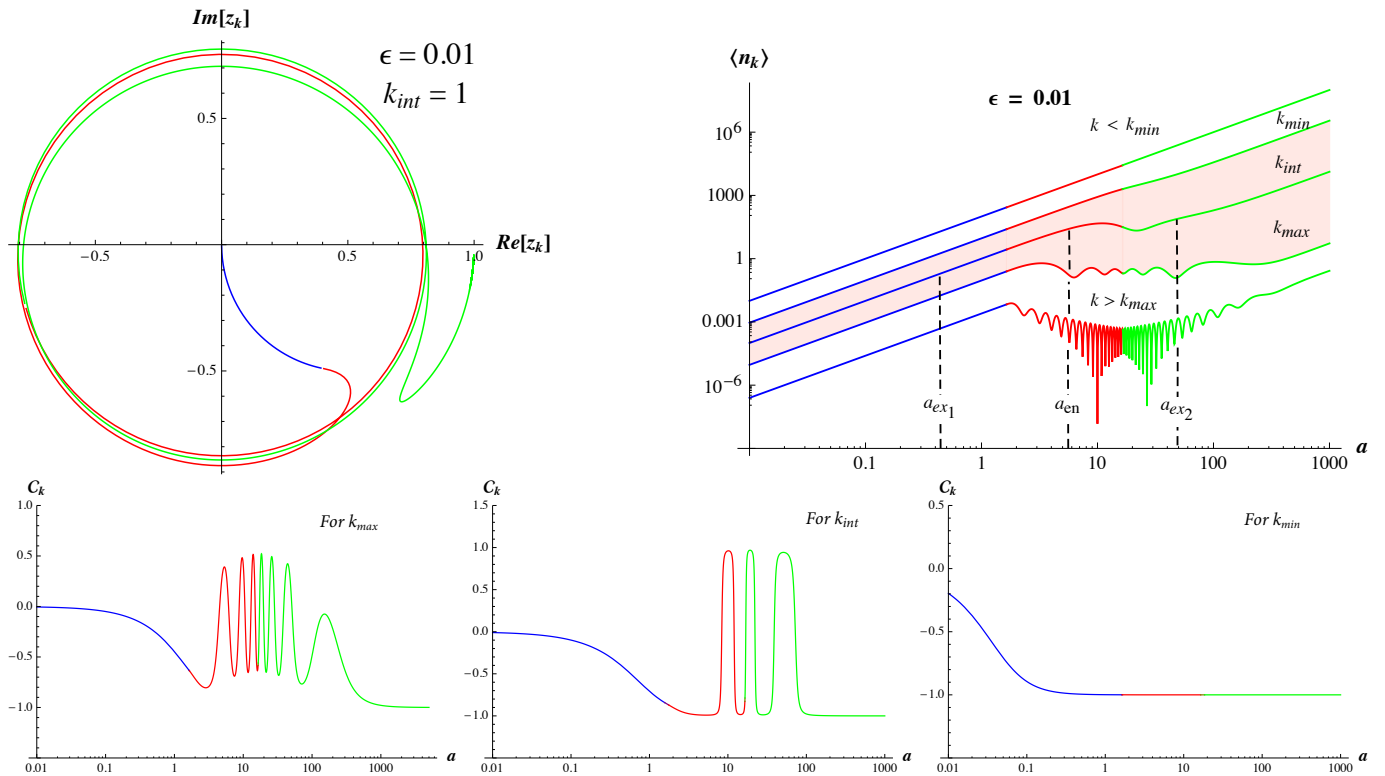 Im[z_k]
ϵ = 0.01
k_int = 1
0.5
-0.5
0.5
1.0
Re[z_k]
-0.5
⟨n_k⟩
ϵ = 0.01
k < k_min
k_min
k_int
k_max
k > k_max
10^6
1000
1
0.001
10^-6
a_ex_1
a_en
a_ex_2
0.1
1
10
100
1000
a
C_k
For k_max
1.0
0.5
0.0
-0.5
-1.0
0.01
0.1
1
10
100
1000
a
C_k
For k_int
1.5
1.0
0.5
0.0
-0.5
-1.0
0.01
0.1
1
10
100
1000
a
C_k
For k_min
0.5
0.0
-0.5
-1.0
0.01
0.1
1
10
100
1000
a